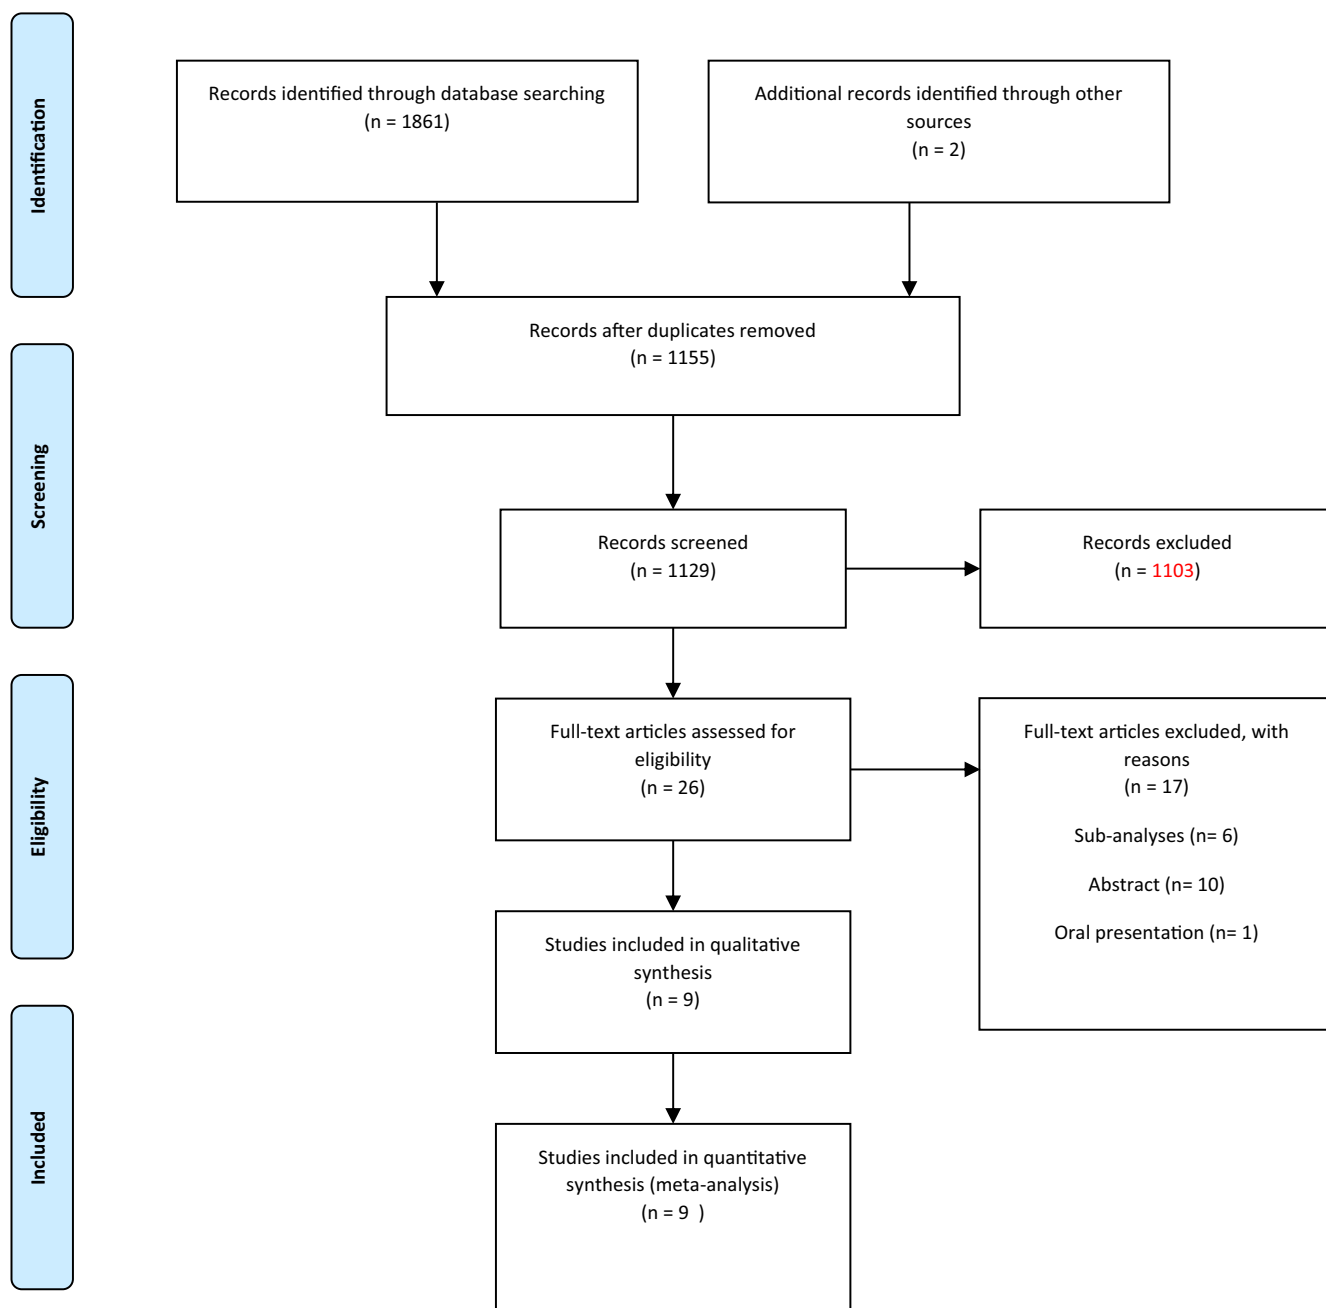 Identification
Records identified through database searching
(n = 1861)
Additional records identified through other
sources
(n = 2)
Records after duplicates removed
(n = 1155)
Screening
Records screened
(n = 1129)
Records excluded
(n = 1103)
Eligibility
Full-text articles assessed for
eligibility
(n = 26)
Full-text articles excluded, with
reasons
(n = 17)
Sub-analyses (n= 6)
Abstract (n= 10)
Oral presentation (n= 1)
Studies included in qualitative
synthesis
(n = 9)
Included
Studies included in quantitative
synthesis (meta-analysis)
(n = 9  )